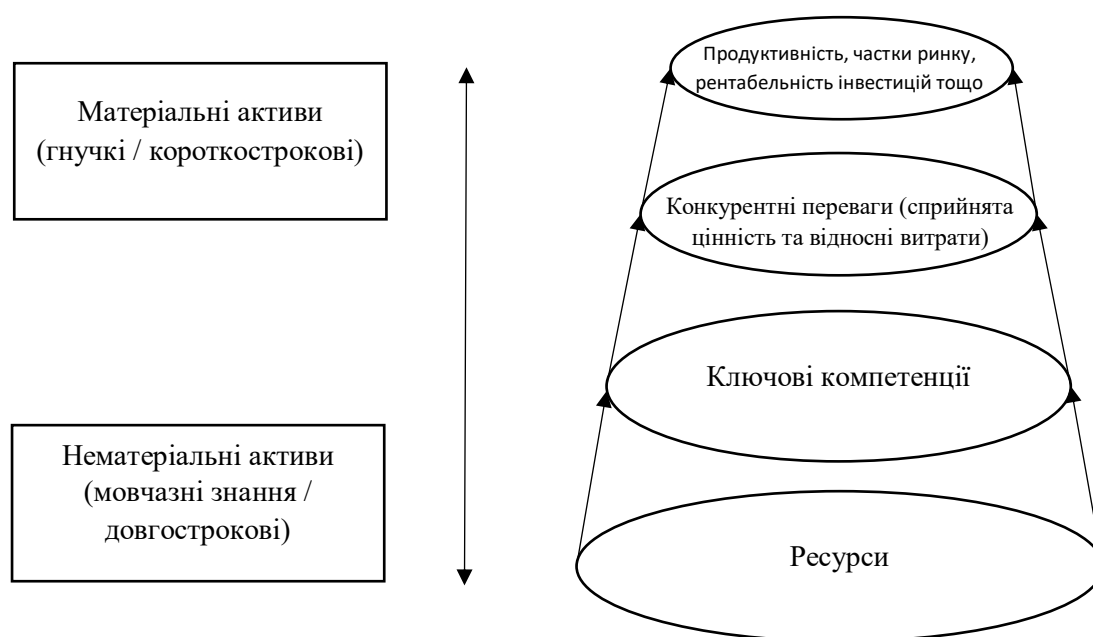 Матеріальні активи
(гнучкі / короткострокові)
Нематеріальні активи
(мовчазні знання /
довгострокові)
Продуктивність, частки ринку,
рентабельність інвестицій тощо
Конкурентні переваги (сприйнята
цінність та відносні витрати)
Ключові компетенції
Ресурси